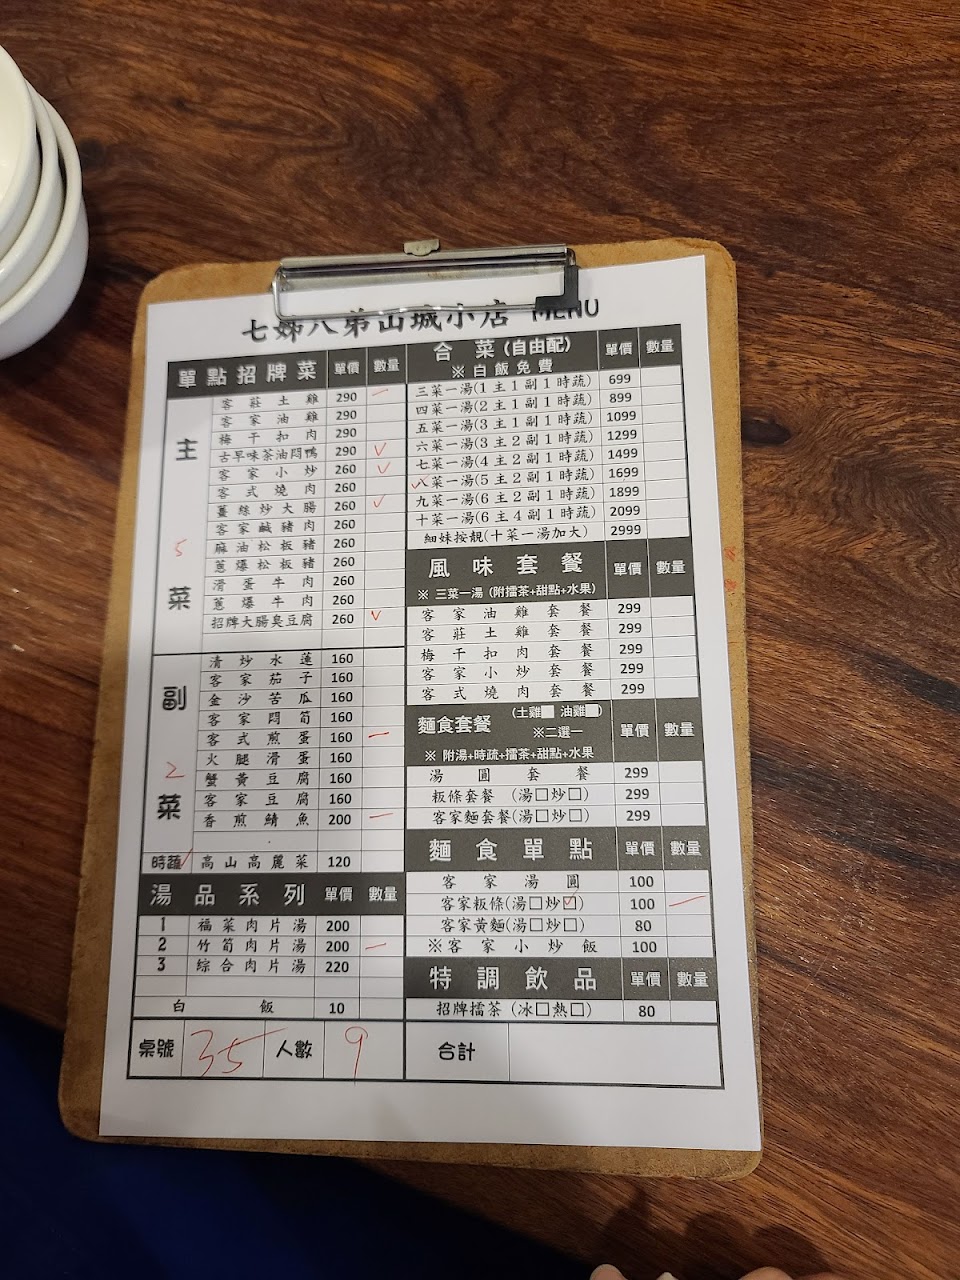 七姊八弟山城小店 MENU
單點招牌菜 單價 數量
主菜 5
客莊土雞 290 一
客家油雞 290
梅干扣肉 290
古早味茶油悶鴨 290 ✓
客家小炒 260 ✓
客式燒肉 260
薑絲炒大腸 260 ✓
客家鹹豬肉 260
麻油松板豬 260
蔥爆松板豬 260
滑蛋牛肉 260
蔥爆牛肉 260
招牌大腸臭豆腐 260 ✓
副菜 2
清炒水蓮 160
客家茄子 160
金沙苦瓜 160
客家悶筍 160
客式煎蛋 160 一
火腿滑蛋 160
蟹黃豆腐 160
客家豆腐 160
香煎鯖魚 200 一
時蔬 ✓ 高山高麗菜 120
湯品系列 單價 數量
1 福菜肉片湯 200
2 竹筍肉片湯 200 一
3 綜合肉片湯 220
白飯 10
桌號 35 人數 9
合菜(自由配) 單價 數量
※白飯免費
三菜一湯(1主1副1時蔬) 699
四菜一湯(2主1副1時蔬) 899
五菜一湯(3主1副1時蔬) 1099
六菜一湯(3主2副1時蔬) 1299
七菜一湯(4主2副1時蔬) 1499
✓八菜一湯(5主2副1時蔬) 1699
九菜一湯(6主2副1時蔬) 1899
十菜一湯(6主4副1時蔬) 2099
細妹按靚(十菜一湯加大) 2999
風味套餐 單價 數量
※ 三菜一湯 (附擂茶+甜點+水果)
客家油雞套餐 299
客莊土雞套餐 299
梅干扣肉套餐 299
客家小炒套餐 299
客式燒肉套餐 299
麵食套餐 (土雞□ 油雞□) 單價 數量
※二選一
※ 附湯+時蔬+擂茶+甜點+水果
湯圓套餐 299
粄條套餐 (湯□炒□) 299
客家麵套餐(湯□炒□) 299
麵食單點 單價 數量
客家湯圓 100
客家粄條(湯□炒☑) 100 一
客家黃麵(湯□炒□) 80
※客家小炒飯 100
特調飲品 單價 數量
招牌擂茶 (冰□熱□) 80
合計